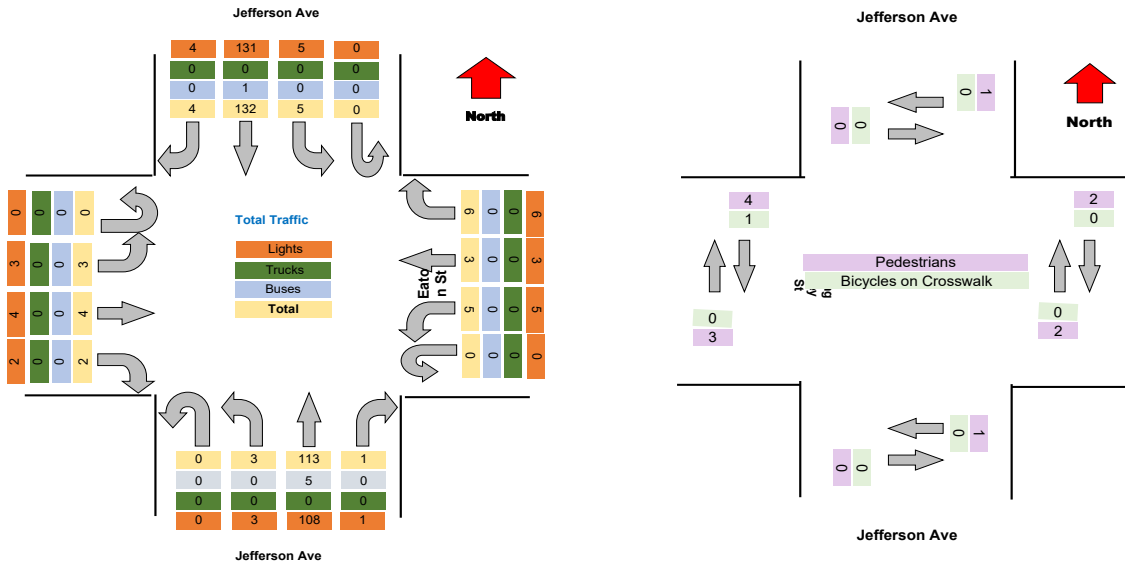 Jefferson Ave
4 131 5 0
0 0 0 0
0 1 0 0
4 132 5 0
North
0 0 0 0
3 0 0 3
4 0 0 4
2 0 0 2
Total Traffic
Lights
Trucks
Buses
Total
Eato
n St
6 0 0 6
3 0 0 3
5 0 0 5
0 0 0 0
0 3 113 1
0 0 5 0
0 0 0 0
0 3 108 1
Jefferson Ave
Jefferson Ave
0 1
0 0
North
4
1
2
0
Pedestrians
Bicycles on Crosswalk
St
0
3
0
2
0 1
0 0
Jefferson Ave